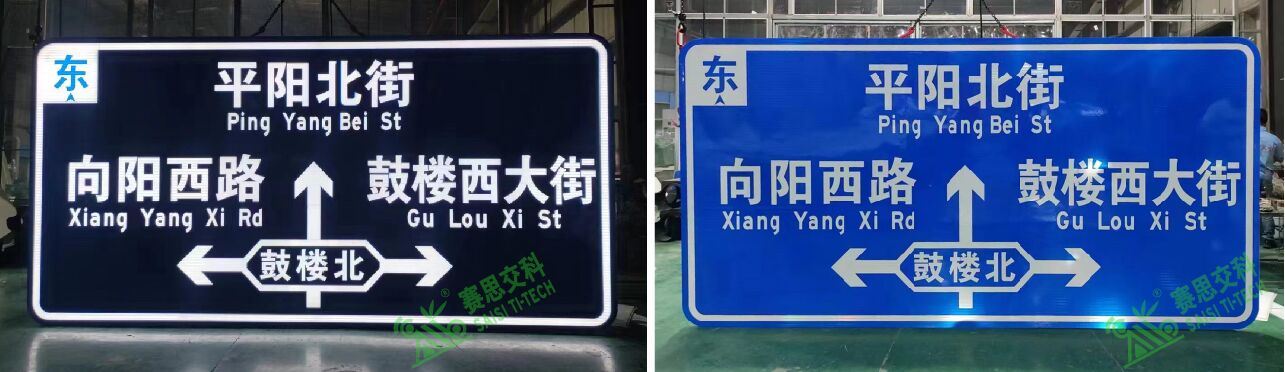 东
平阳北街
Ping Yang Bei St
向阳西路
Xiang Yang Xi Rd
鼓楼西大街
Gu Lou Xi St
鼓楼北
赛思交科®
SAISI TI-TECH
东
平阳北街
Ping Yang Bei St
向阳西路
Xiang Yang Xi Rd
鼓楼西大街
Gu Lou Xi St
鼓楼北
赛思交科®
SAISI TI-TECH